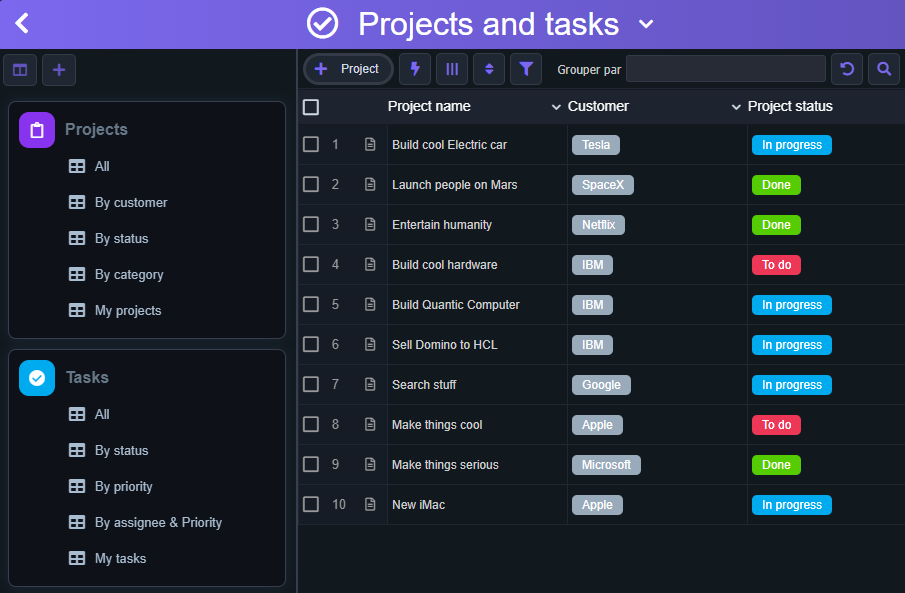 Projects and tasks
Project
Grouper par
Projects
All
By customer
By status
By category
My projects
Tasks
All
By status
By priority
By assignee & Priority
My tasks
Project name Customer Project status
1 Build cool Electric car Tesla In progress
2 Launch people on Mars SpaceX Done
3 Entertain humanity Netflix Done
4 Build cool hardware IBM To do
5 Build Quantic Computer IBM In progress
6 Sell Domino to HCL IBM In progress
7 Search stuff Google In progress
8 Make things cool Apple To do
9 Make things serious Microsoft Done
10 New iMac Apple In progress